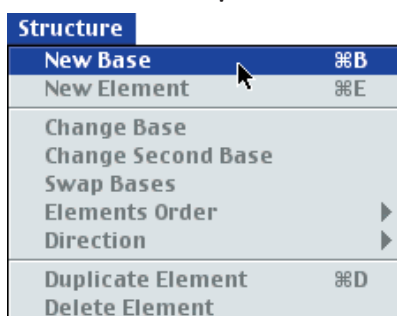 Structure
New Base ⌘B
New Element ⌘E
Change Base
Change Second Base
Swap Bases
Elements Order
Direction
Duplicate Element ⌘D
Delete Element